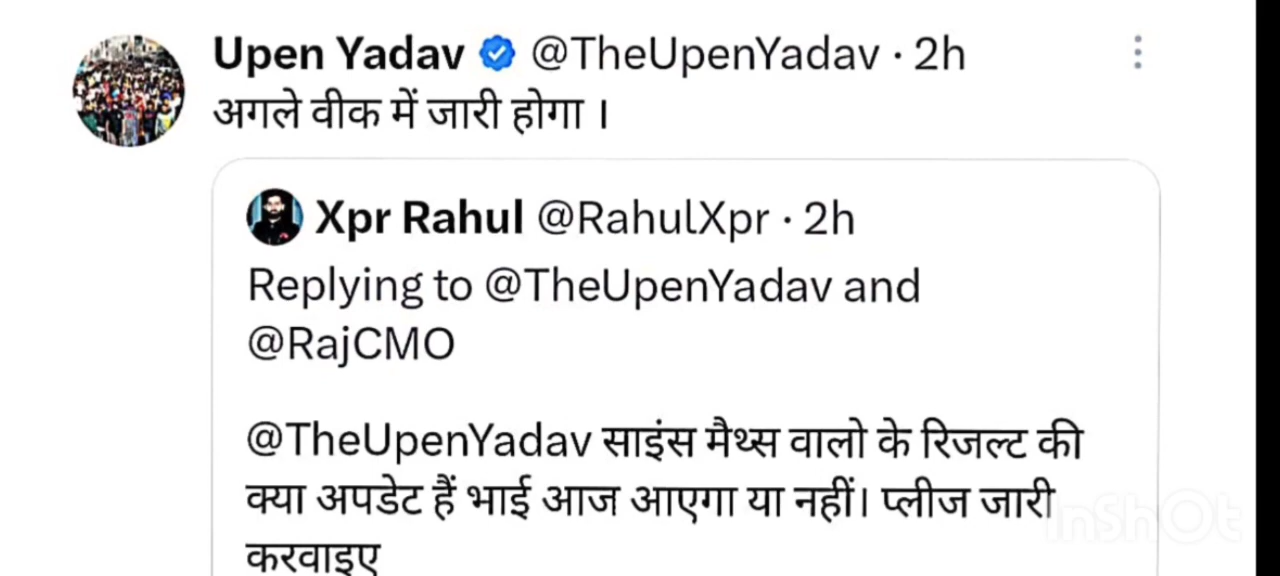 Upen Yadav @TheUpenYadav · 2h
अगले वीक में जारी होगा ।
Xpr Rahul @RahulXpr · 2h
Replying to @TheUpenYadav and
@RajCMO
@TheUpenYadav साइंस मैथ्स वालो के रिजल्ट की
क्या अपडेट हैं भाई आज आएगा या नहीं। प्लीज जारी
करवाइए
InShOt